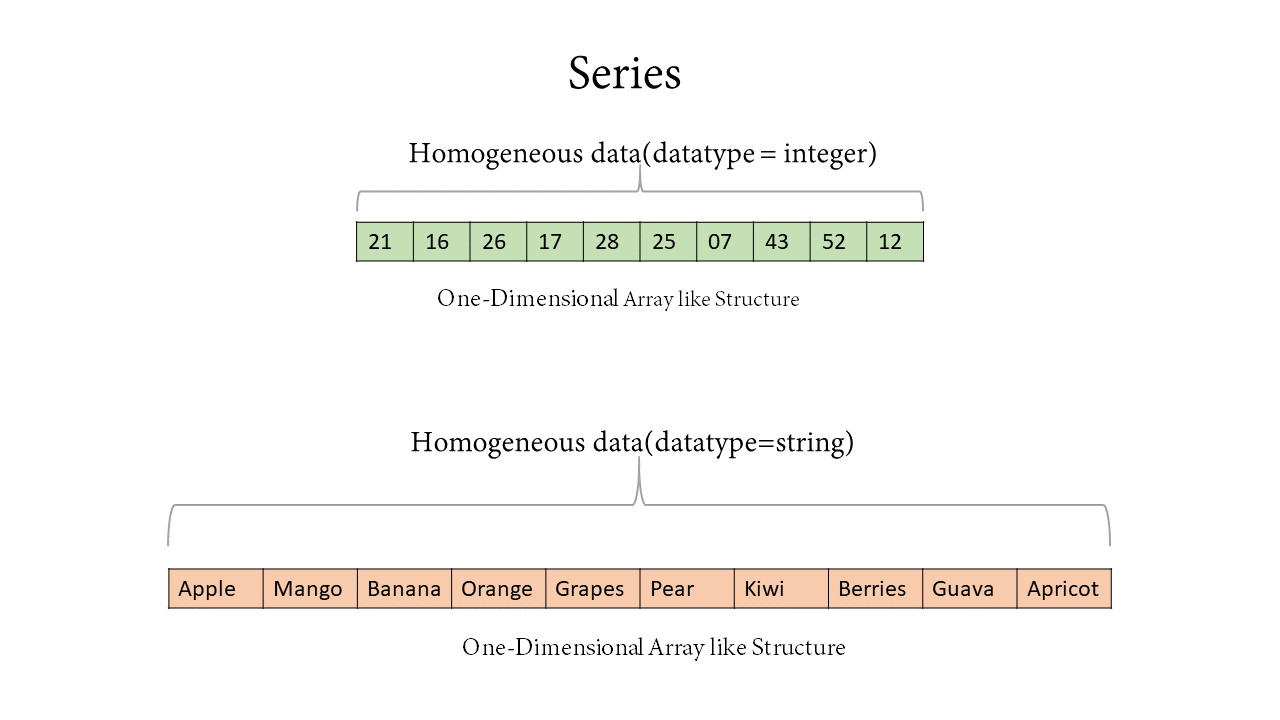 Series
Homogeneous data(datatype = integer)
21 16 26 17 28 25 07 43 52 12
One-Dimensional Array like Structure
Homogeneous data(datatype=string)
Apple Mango Banana Orange Grapes Pear Kiwi Berries Guava Apricot
One-Dimensional Array like Structure